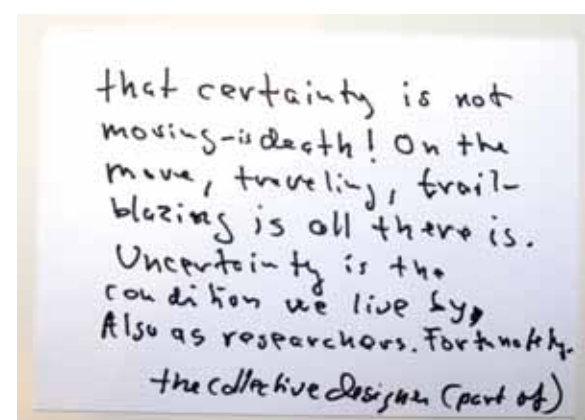 that certainty is not
moving-is death! On the
move, traveling, trail-
blazing is all there is.
Uncertainty is the
condition we live by,
Also as researchers. Fortunately.
the collective designer (part of)